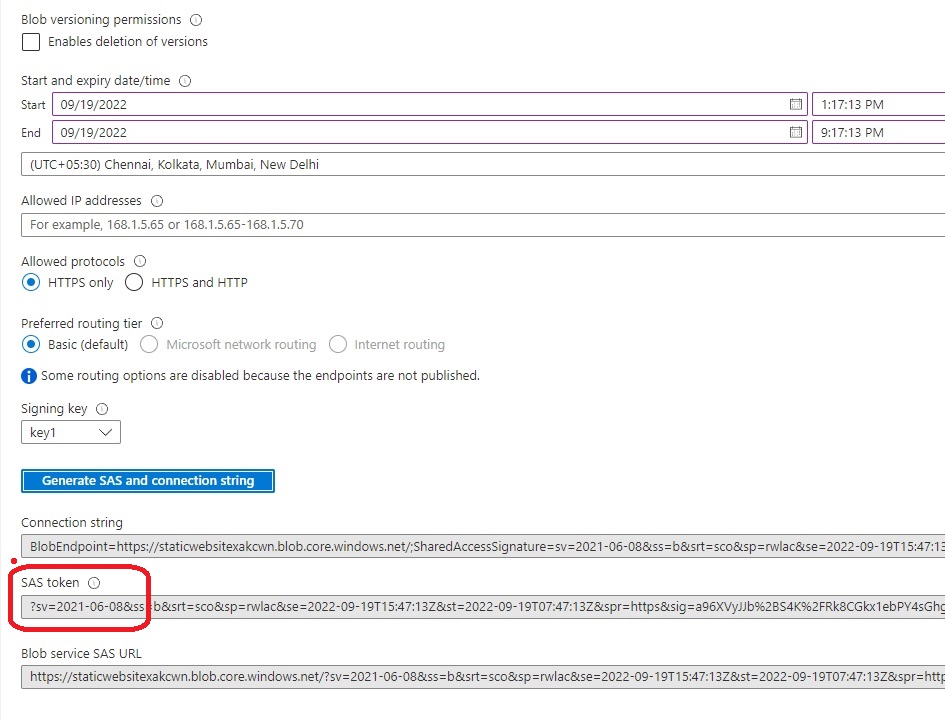 Blob versioning permissions
Enables deletion of versions
Start and expiry date/time
Start 09/19/2022 1:17:13 PM
End 09/19/2022 9:17:13 PM
(UTC+05:30) Chennai, Kolkata, Mumbai, New Delhi
Allowed IP addresses
For example, 168.1.5.65 or 168.1.5.65-168.1.5.70
Allowed protocols
HTTPS only HTTPS and HTTP
Preferred routing tier
Basic (default) Microsoft network routing Internet routing
Some routing options are disabled because the endpoints are not published.
Signing key
key1
Generate SAS and connection string
Connection string
BlobEndpoint=https://staticwebsitexakcwn.blob.core.windows.net/;SharedAccessSignature=sv=2021-06-08&ss=b&srt=sco&sp=rwlac&se=2022-09-19T15:47:13
SAS token
?sv=2021-06-08&ss=b&srt=sco&sp=rwlac&se=2022-09-19T15:47:13Z&st=2022-09-19T07:47:13Z&spr=https&sig=a96XVyJJb%2BS4K%2FRk8CGkx1ebPY4sGhg
Blob service SAS URL
https://staticwebsitexakcwn.blob.core.windows.net/?sv=2021-06-08&ss=b&srt=sco&sp=rwlac&se=2022-09-19T15:47:13Z&st=2022-09-19T07:47:13Z&spr=http